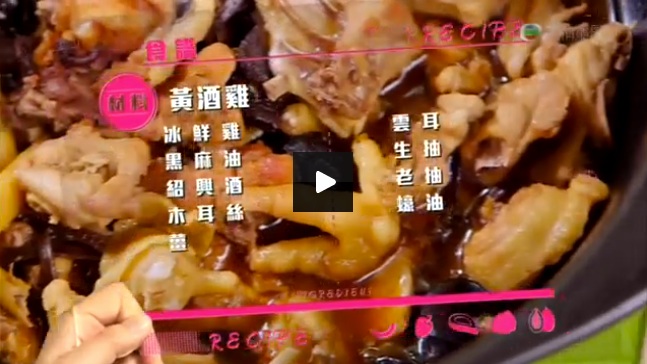 RECIPE
食譜
材料
黃酒雞
冰鮮雞
黑麻油
紹興酒
木耳絲
薑
雲耳
生抽
老抽
蠔油
INGREDIENT
RECIPE